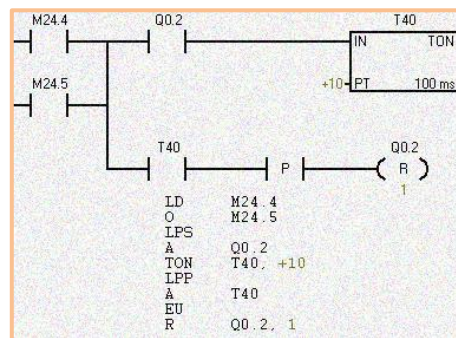 M24.4 Q0.2 T40
IN TON
M24.5
+10 PT 100 ms
T40 Q0.2
P R
1
LD M24.4
O M24.5
LPS
A Q0.2
TON T40, +10
LPP
A T40
EU
R Q0.2, 1